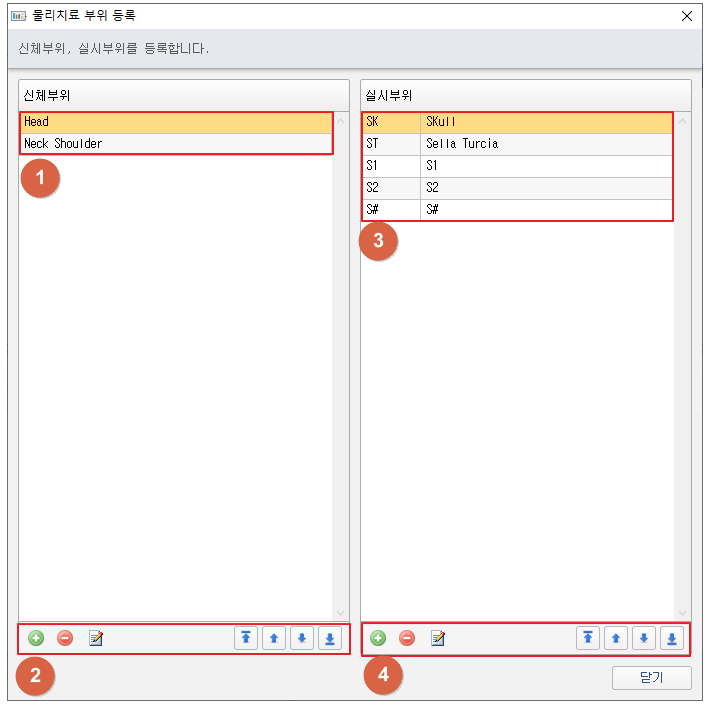 물리치료 부위 등록
신체부위, 실시부위를 등록합니다.
신체부위
Head
Neck Shoulder
1
2
실시부위
SK SKull
ST Sella Turcia
S1 S1
S2 S2
S# S#
3
4
닫기